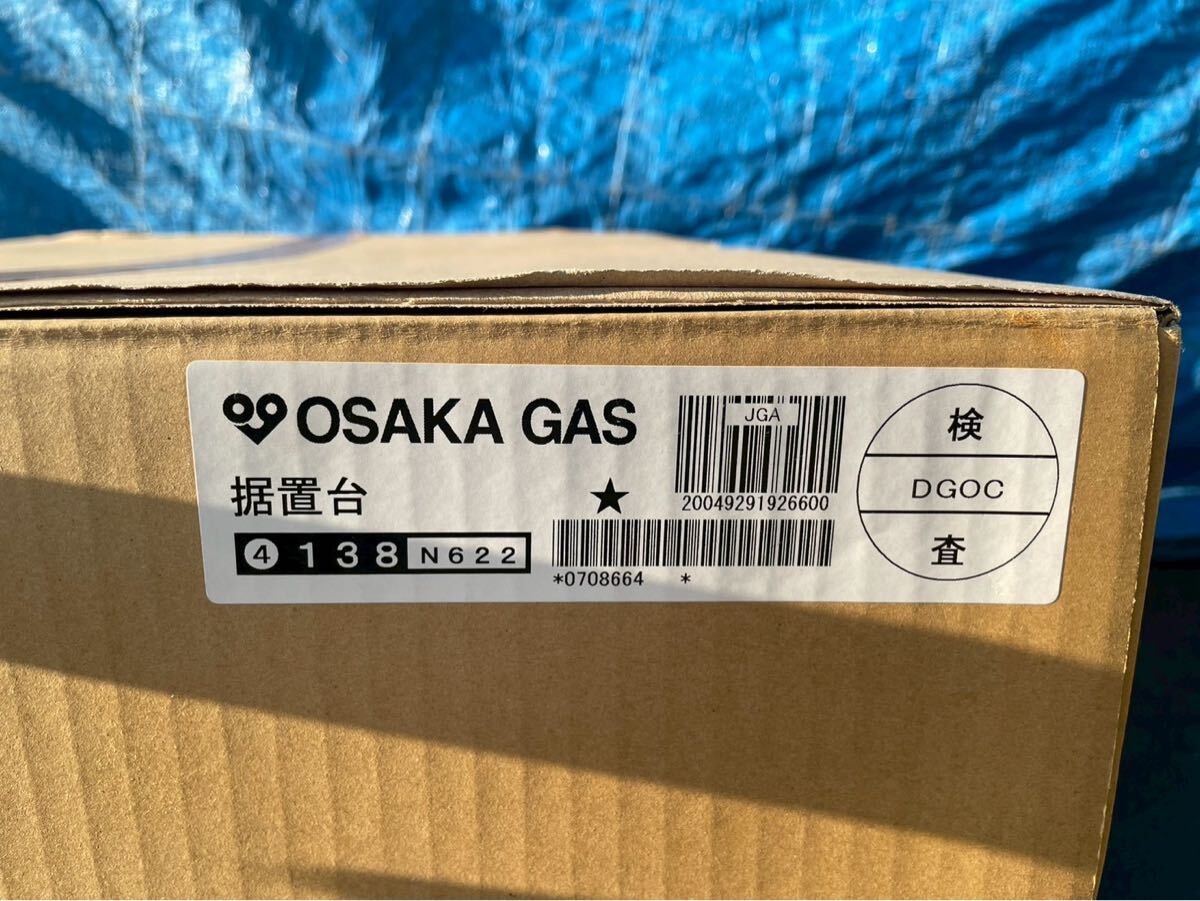 OSAKA GAS
据置台
④138 N622
★
JGA
20049291926600
*0708664 *
検
DGOC
査